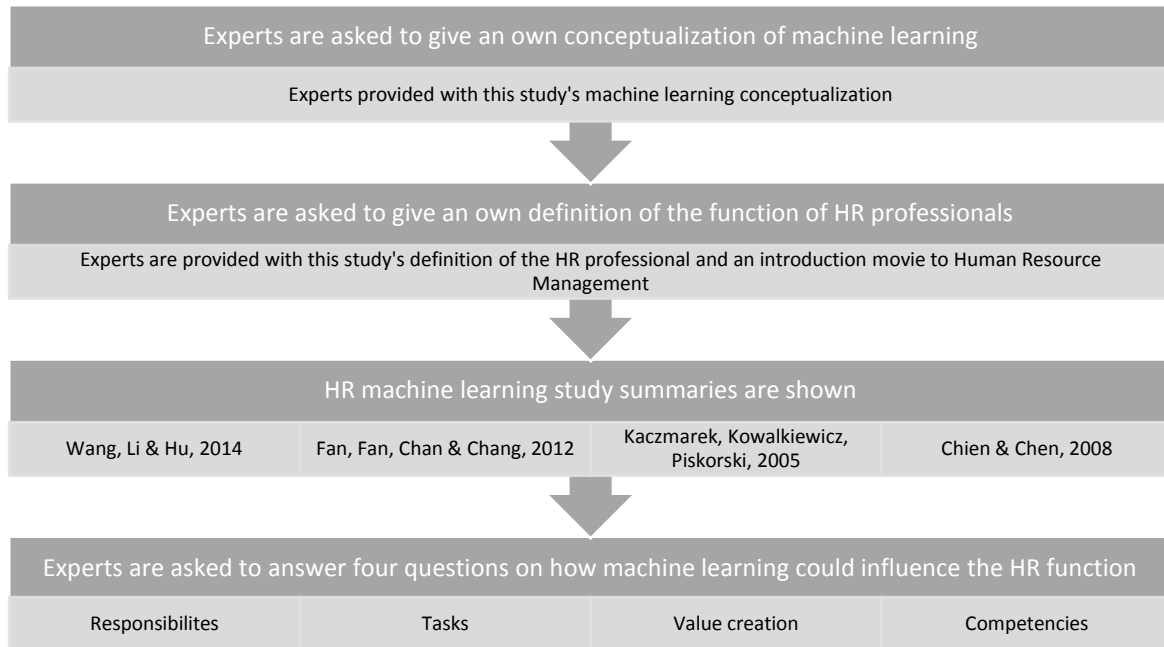 Experts are asked to give an own conceptualization of machine learning
Experts provided with this study's machine learning conceptualization
Experts are asked to give an own definition of the function of HR professionals
Experts are provided with this study's definition of the HR professional and an introduction movie to Human Resource
Management
HR machine learning study summaries are shown
Wang, Li & Hu, 2014
Fan, Fan, Chan & Chang, 2012
Kaczmarek, Kowalkiewicz,
Piskorski, 2005
Chien & Chen, 2008
Experts are asked to answer four questions on how machine learning could influence the HR function
Responsibilites
Tasks
Value creation
Competencies